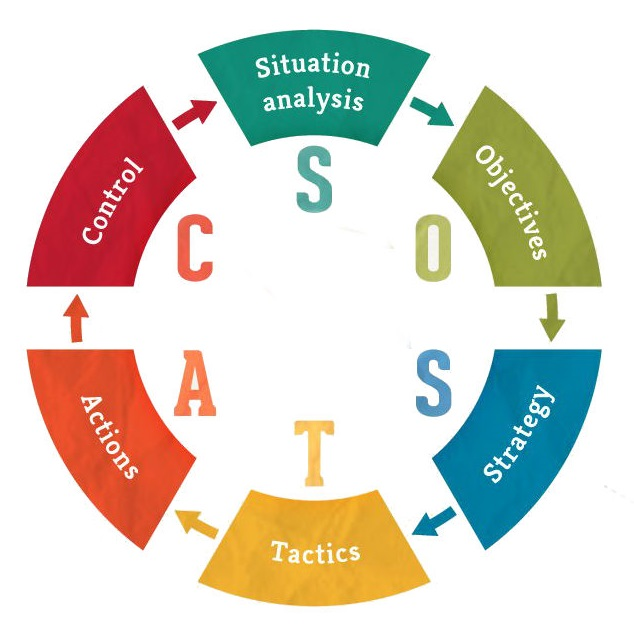 Situation
analysis
S
Objectives
O
Strategy
S
Tactics
T
Actions
A
Control
C